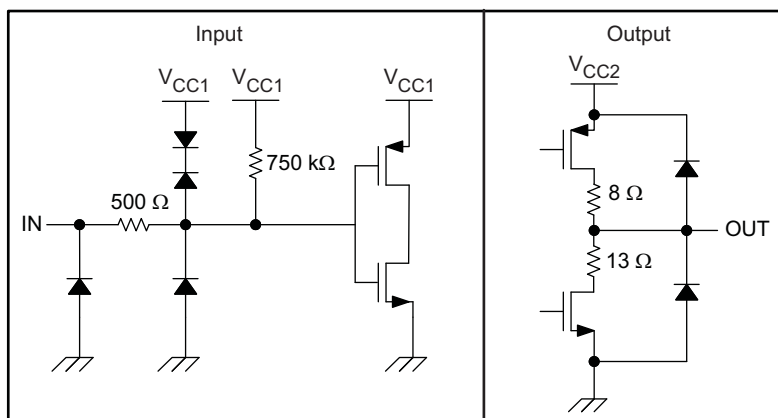 Input
Output
VCC1
VCC1
VCC1
VCC2
750 kΩ
500 Ω
8 Ω
IN
OUT
13 Ω